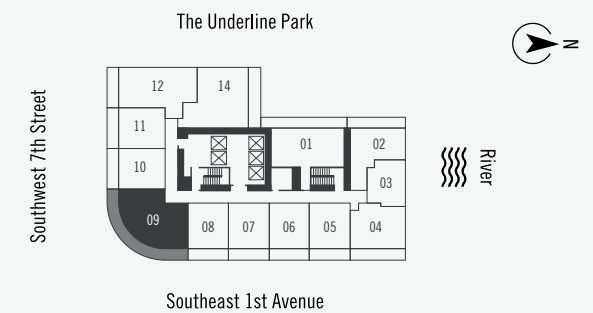 The Underline Park
N
12
14
Southwest 7th Street
11
01
02
10
03
River
09
08
07
06
05
04
Southeast 1st Avenue